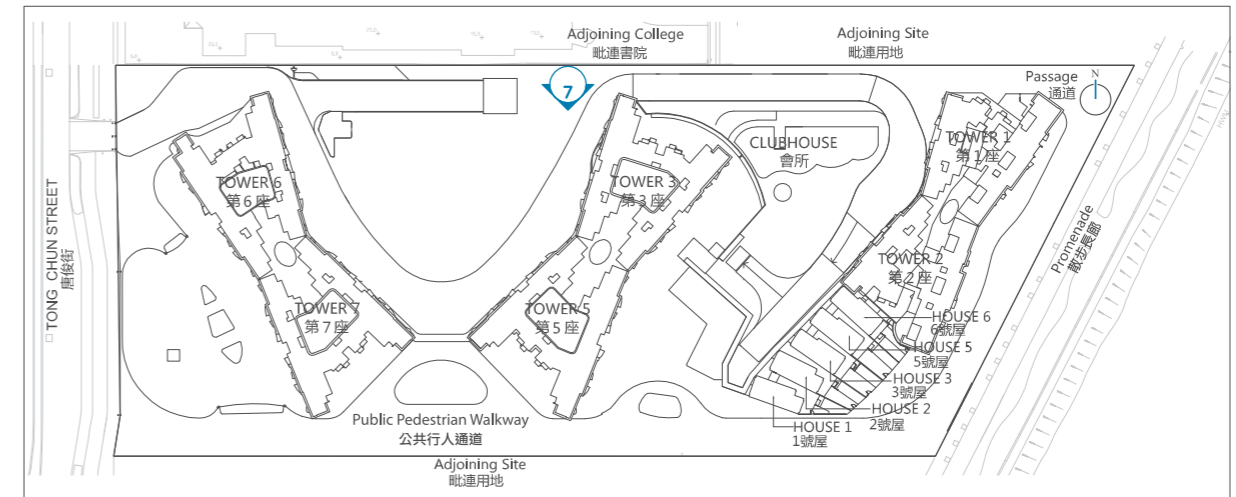 Adjoining College
毗連書院
Adjoining Site
毗連用地
Passage
通道
N
7
TONG CHUN STREET
唐俊街
TOWER 6
第6座
TOWER 7
第7座
TOWER 3
第3座
TOWER 5
第5座
CLUBHOUSE
會所
TOWER 1
第1座
TOWER 2
第2座
Promenade
散步長廊
HOUSE 6
6號屋
HOUSE 5
5號屋
HOUSE 3
3號屋
HOUSE 2
2號屋
HOUSE 1
1號屋
Public Pedestrian Walkway
公共行人通道
Adjoining Site
毗連用地